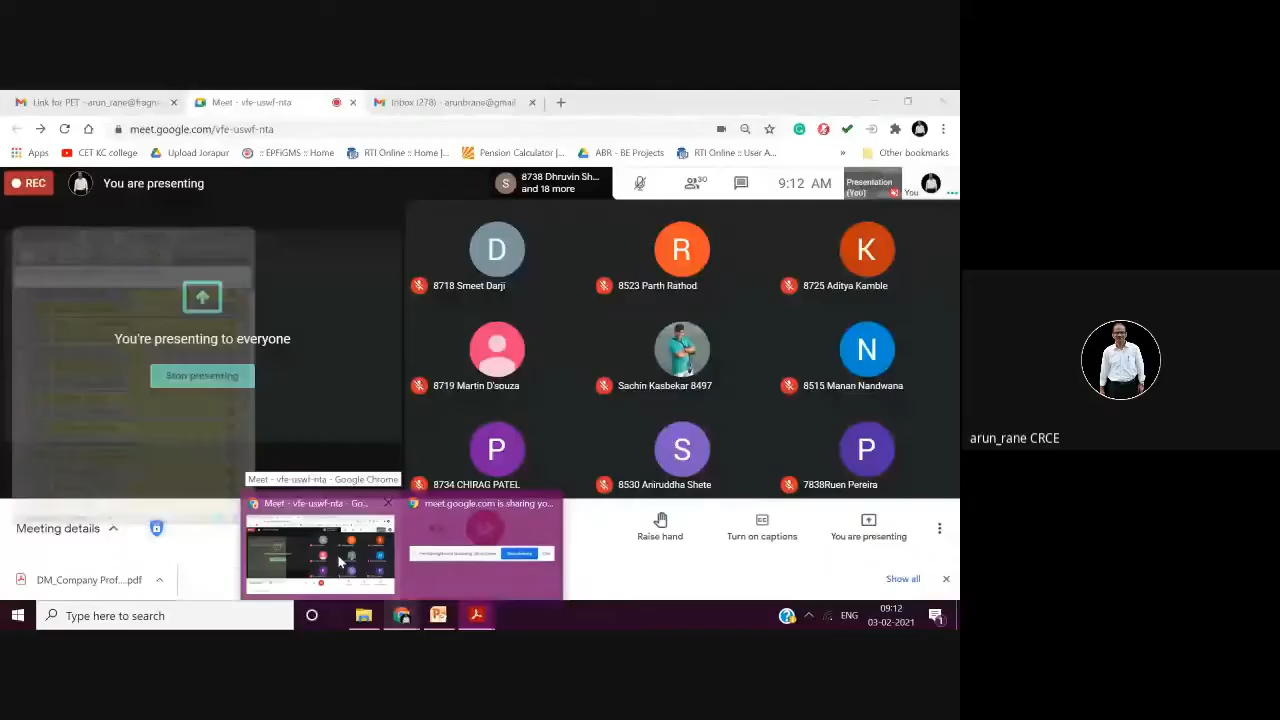 Link for PET - arun_rane@fragne
Meet - vfe-uswf-nta
Inbox (278) - arunbrane@gmail
meet.google.com/vfe-uswf-nta
Apps
CET KC college
Upload Jorapur
:: EPFiGMS :: Home
RTI Online :: Home |...
Pension Calculator |...
ABR - BE Projects
RTI Online :: User A...
»
Other bookmarks
REC
You are presenting
S
8738 Dhruvin Sh...
and 18 more
30
9:12 AM
Presentation
(You)
You
D
R
K
8718 Smeet Darji
8523 Parth Rathod
8725 Aditya Kamble
You're presenting to everyone
Stop presenting
N
8719 Martin D'souza
Sachin Kasbekar 8497
8515 Manan Nandwana
P
S
P
8734 CHIRAG PATEL
8530 Aniruddha Shete
7838Ruen Pereira
Meet - vfe-uswf-nta - Google Chrome
Meet - vfe-uswf-nta - Go...
meet.google.com is sharing yo...
Meeting details
Raise hand
Turn on captions
You are presenting
DM_Company Prof....pdf
Show all
Type here to search
ENG
09:12
03-02-2021
1
arun_rane CRCE